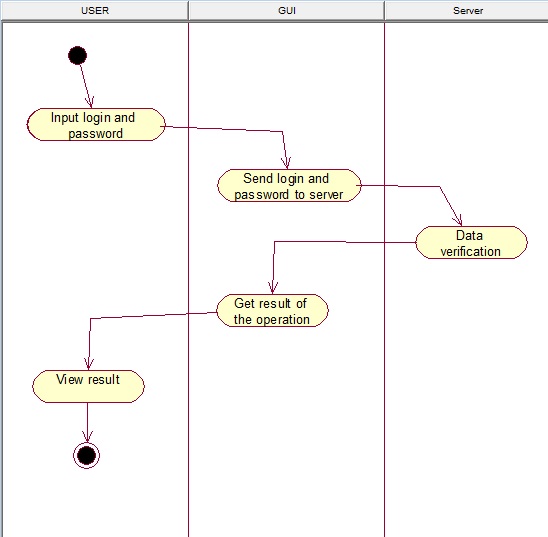 USER
GUI
Server
Input login and
password
Send login and
password to server
Data
verification
Get result of
the operation
View result